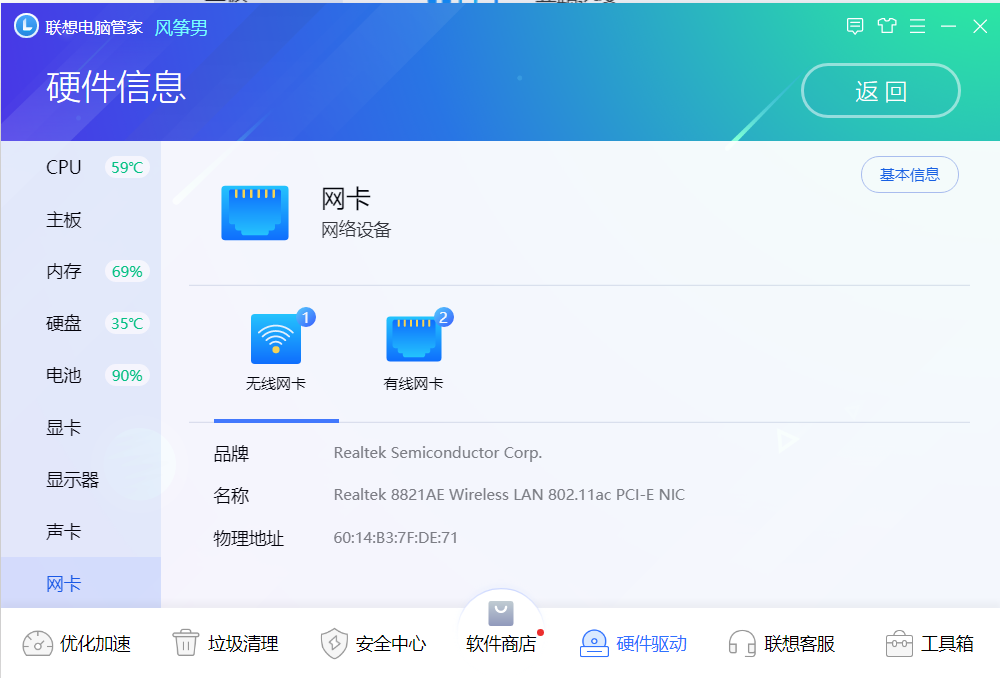 联想电脑管家 风筝男
硬件信息
返回
CPU 59℃
主板
内存 69%
硬盘 35℃
电池 90%
显卡
显示器
声卡
网卡
网卡
网络设备
基本信息
1
无线网卡
2
有线网卡
品牌 Realtek Semiconductor Corp.
名称 Realtek 8821AE Wireless LAN 802.11ac PCI-E NIC
物理地址 60:14:B3:7F:DE:71
优化加速 垃圾清理 安全中心 软件商店 硬件驱动 联想客服 工具箱